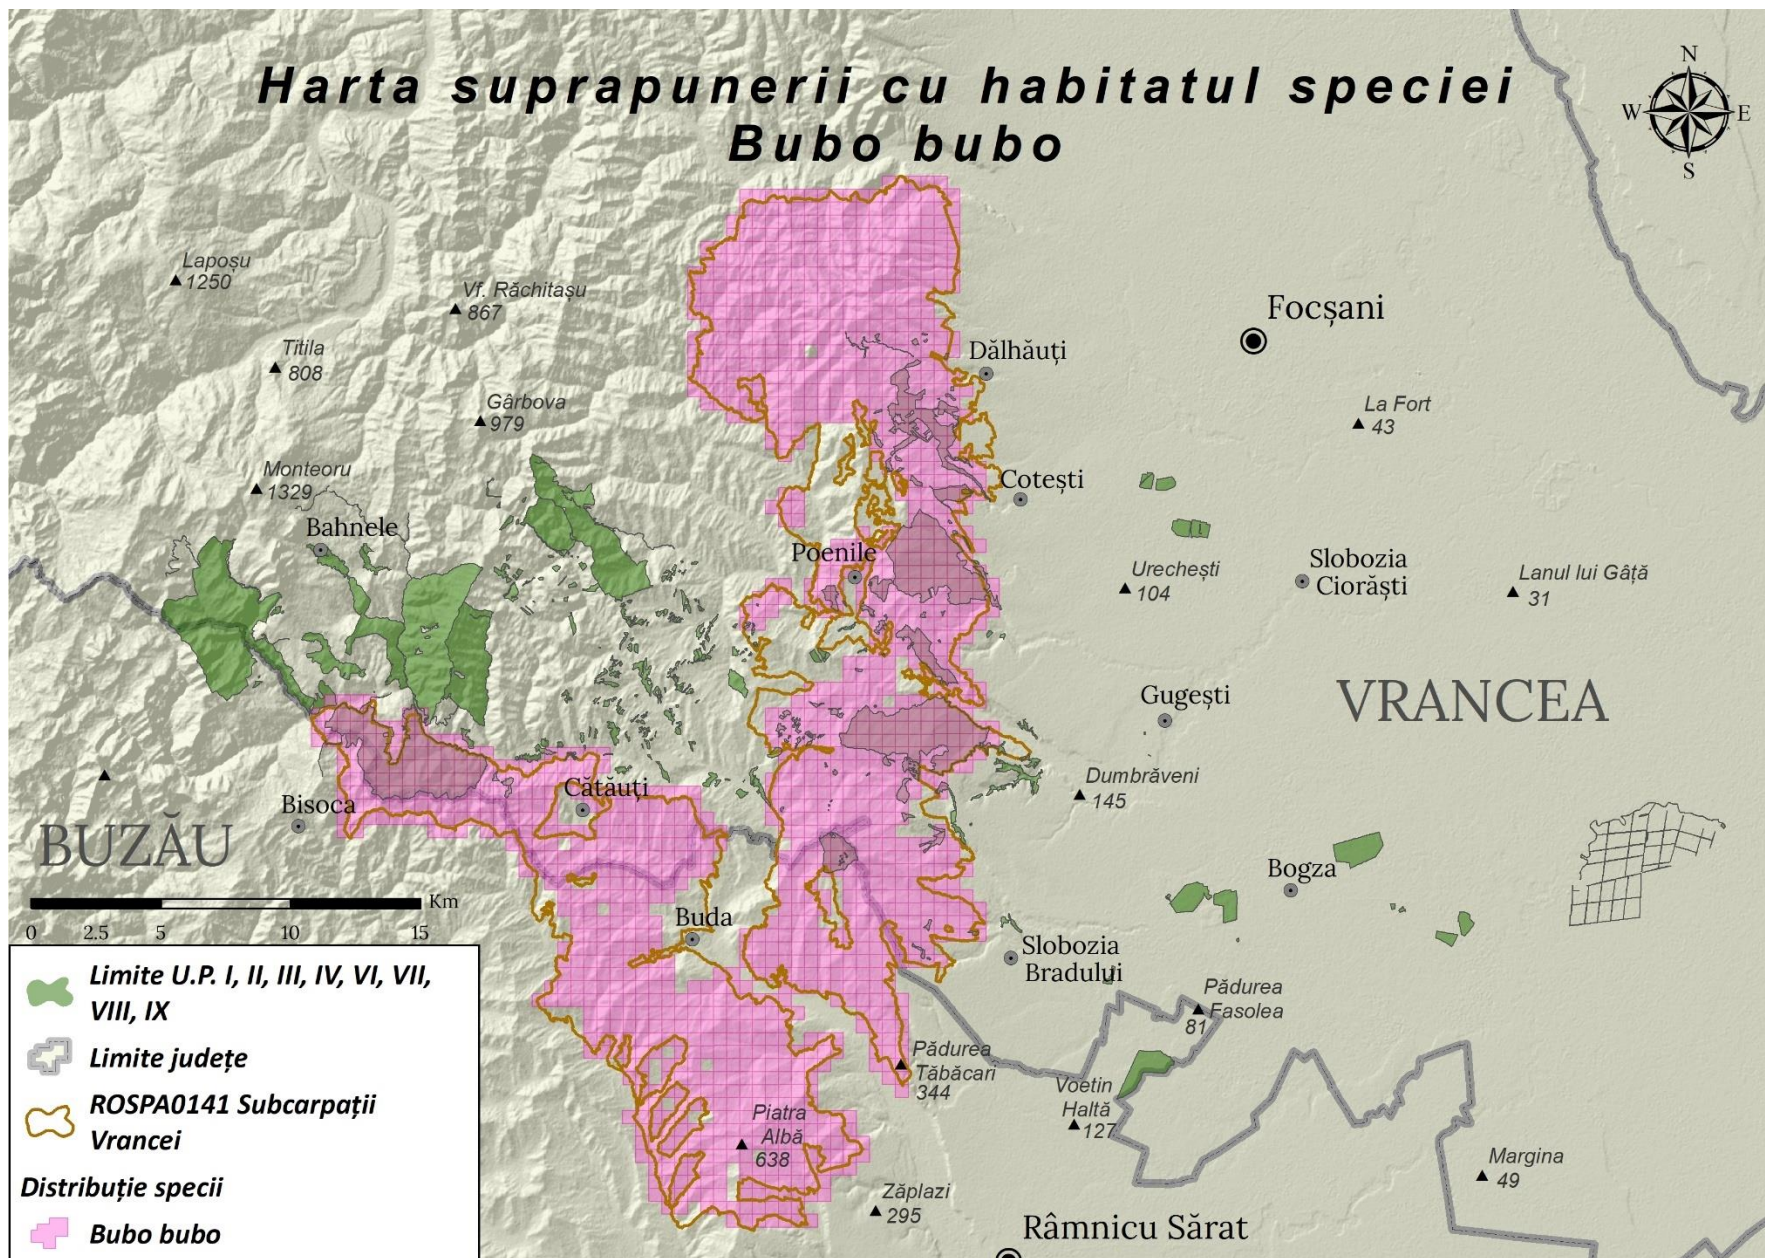 Harta suprapunerii cu habitatul speciei
Bubo bubo
N
W
E
S
Lapoșu
1250
Vf. Răchitașu
867
Focșani
Titila
808
Dălhăuți
Gârbova
979
La Fort
43
Monteoru
1329
Cotești
Bahnele
Poenile
Urechești
104
Slobozia
Ciorăști
Lanul lui Gâță
31
Gugești
VRANCEA
Dumbrăveni
145
Cătăuți
Bisoca
BUZĂU
Bogza
Km
0 2.5 5 10 15
Buda
Slobozia
Bradului
Pădurea
Fasolea
81
Pădurea
Tăbăcari
344
Voetin
Haltă
127
Piatra
Albă
638
Margina
49
Zăplazi
295
Râmnicu Sărat
Limite U.P. I, II, III, IV, VI, VII,
VIII, IX
Limite județe
ROSPA0141 Subcarpații
Vrancei
Distribuție specii
Bubo bubo